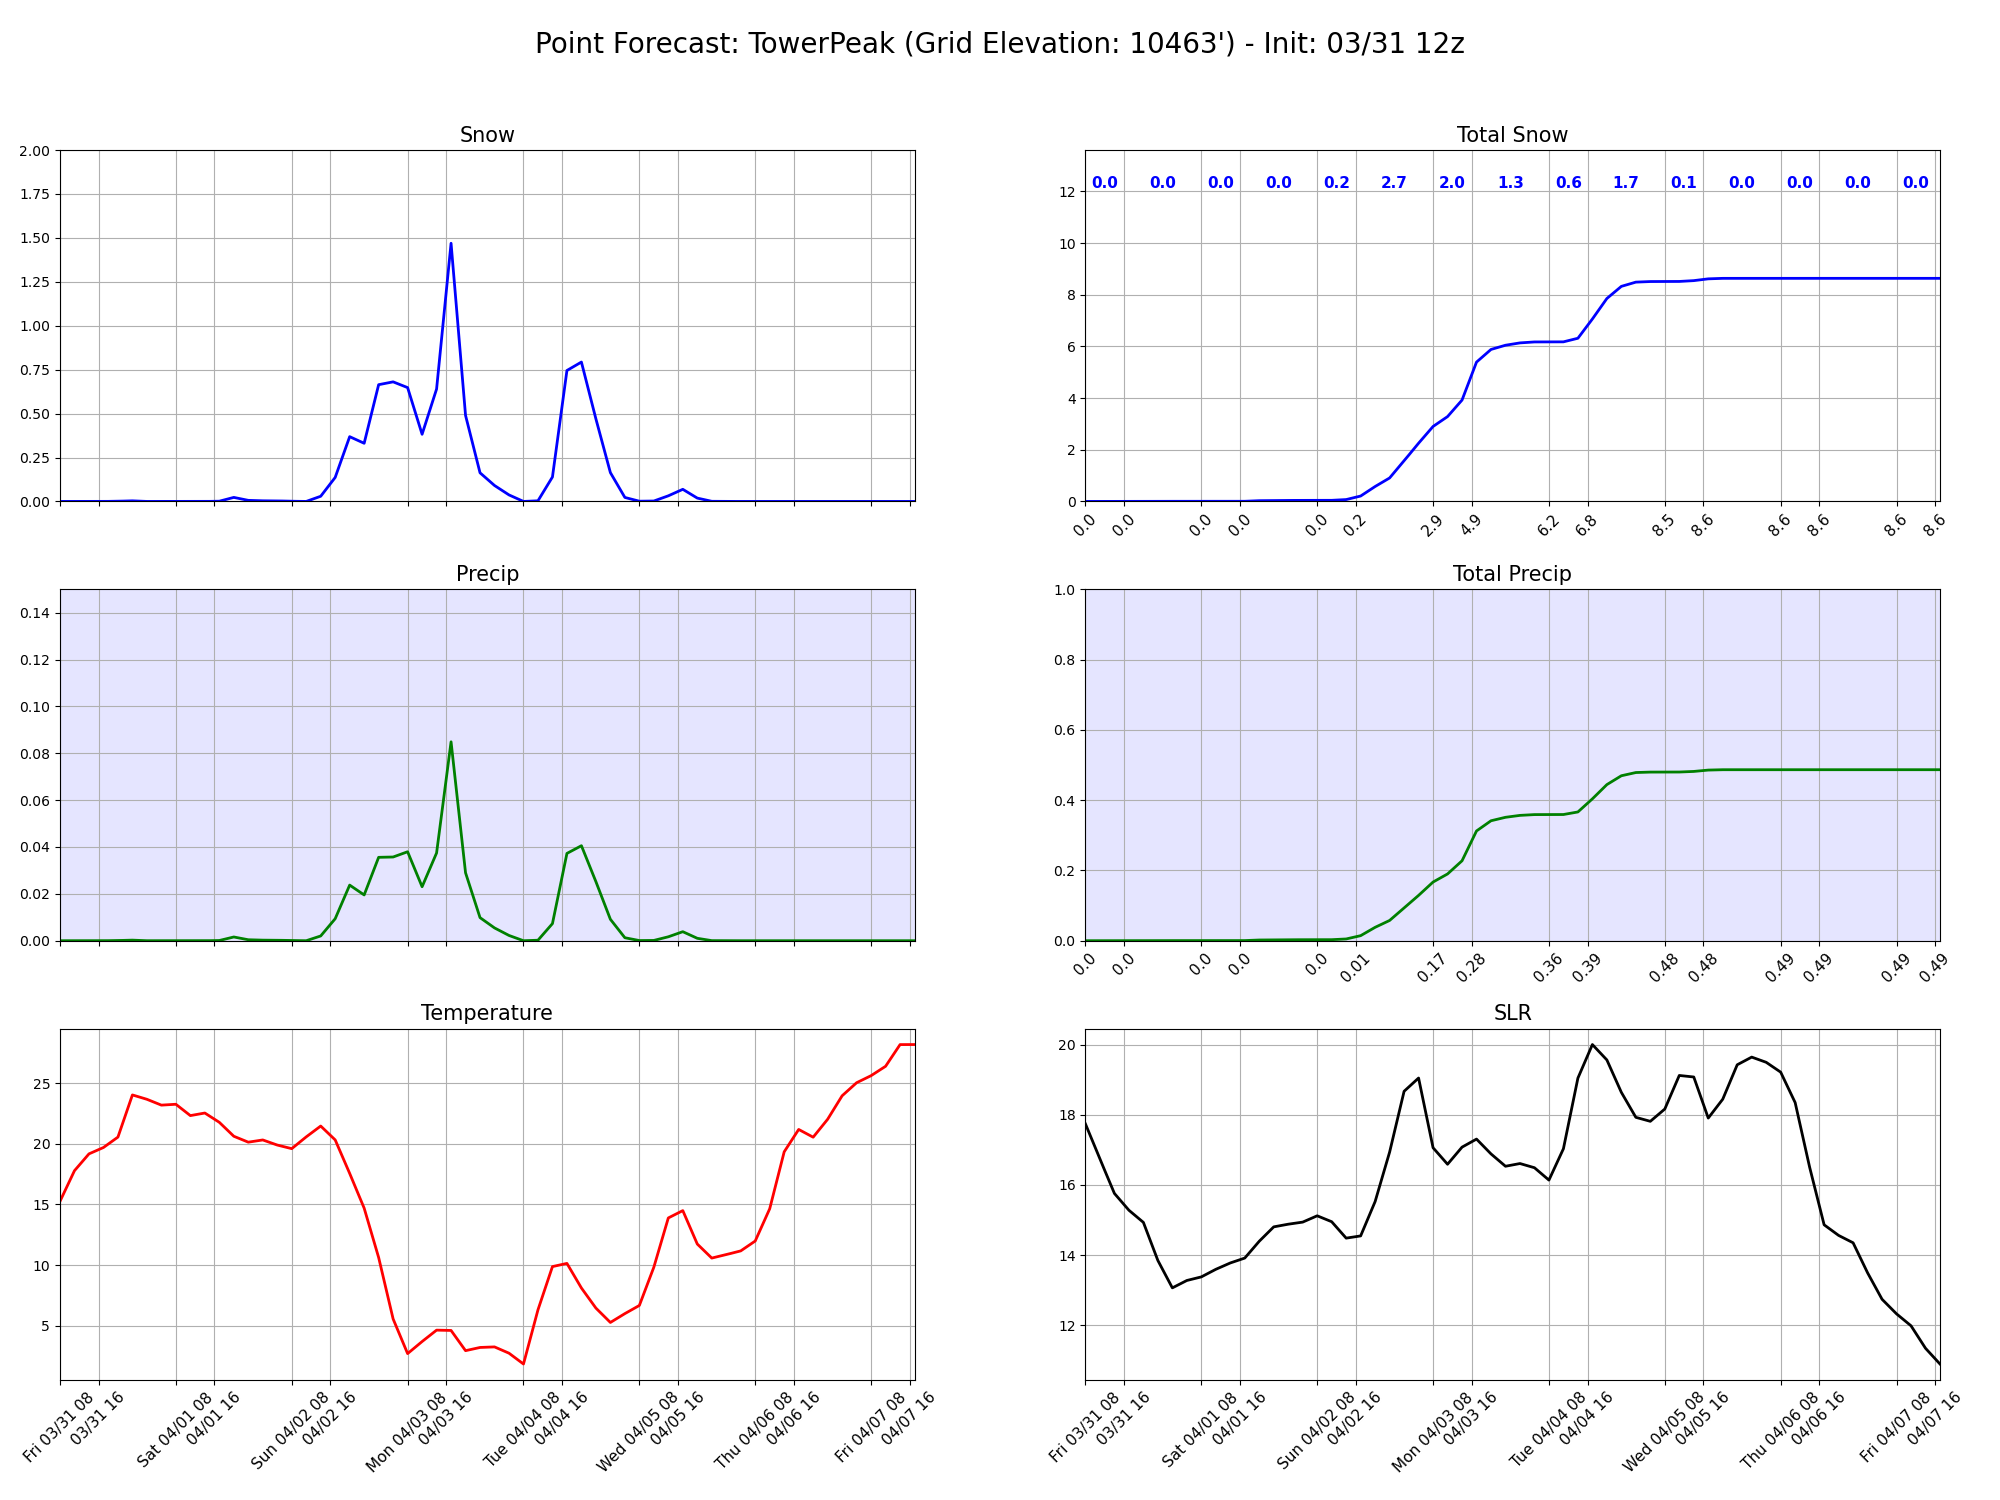 Point Forecast: TowerPeak (Grid Elevation: 10463') - Init: 03/31 12z
Snow
2.00
1.75
1.50
1.25
1.00
0.75
0.50
0.25
0.00
Total Snow
0.0 0.0 0.0 0.0 0.2 2.7 2.0 1.3 0.6 1.7 0.1 0.0 0.0 0.0 0.0
12
10
8
6
4
2
0
0.0 0.0 0.0 0.0 0.0 0.2 2.9 4.9 6.2 6.8 8.5 8.6 8.6 8.6 8.6 8.6
Precip
0.14
0.12
0.10
0.08
0.06
0.04
0.02
0.00
Total Precip
1.0
0.8
0.6
0.4
0.2
0.0
0.0 0.0 0.0 0.0 0.0 0.01 0.17 0.28 0.36 0.39 0.48 0.48 0.49 0.49 0.49 0.49
Temperature
25
20
15
10
5
Fri 03/31 08
03/31 16
Sat 04/01 08
04/01 16
Sun 04/02 08
04/02 16
Mon 04/03 08
04/03 16
Tue 04/04 08
04/04 16
Wed 04/05 08
04/05 16
Thu 04/06 08
04/06 16
Fri 04/07 08
04/07 16
SLR
20
18
16
14
12
Fri 03/31 08
03/31 16
Sat 04/01 08
04/01 16
Sun 04/02 08
04/02 16
Mon 04/03 08
04/03 16
Tue 04/04 08
04/04 16
Wed 04/05 08
04/05 16
Thu 04/06 08
04/06 16
Fri 04/07 08
04/07 16